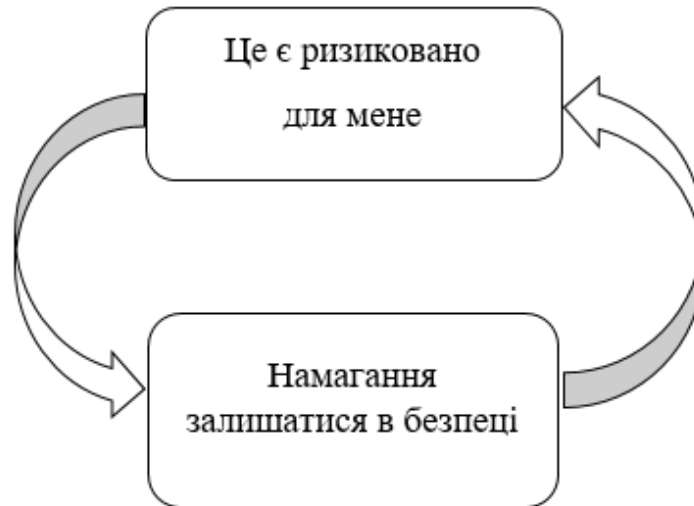 Це є ризиковано
для мене
Намагання
залишатися в безпеці